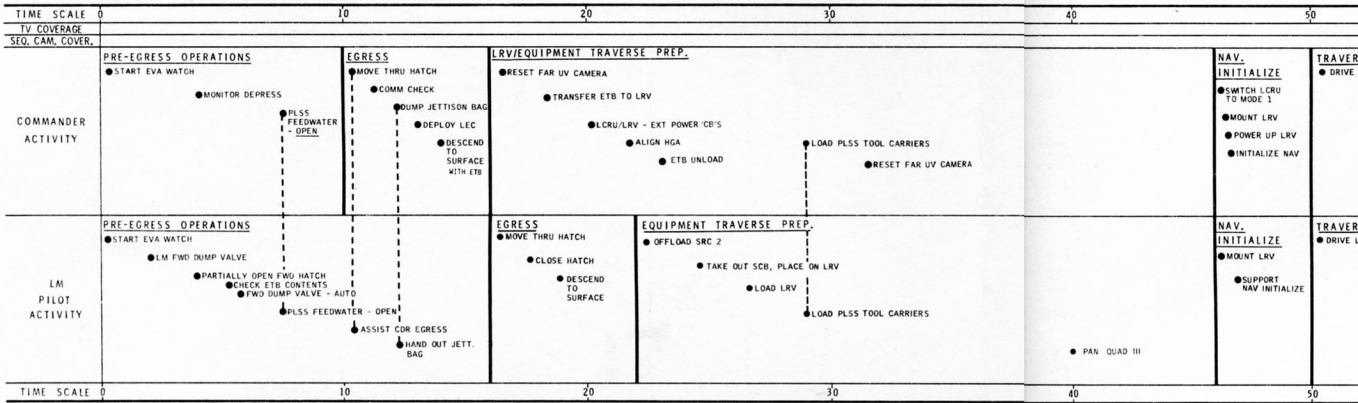 TIME SCALE 0 10 20 30 40 50
TV COVERAGE
SEQ. CAM. COVER.
COMMANDER
ACTIVITY
PRE-EGRESS OPERATIONS
START EVA WATCH
MONITOR DEPRESS
PLSS
FEEDWATER
- OPEN
EGRESS
MOVE THRU HATCH
COMM CHECK
DUMP JETTISON BAG
DEPLOY LEC
DESCEND
TO
SURFACE
WITH ETB
LRV/EQUIPMENT TRAVERSE PREP.
RESET FAR UV CAMERA
TRANSFER ETB TO LRV
LCRU/LRV - EXT POWER CB'S
ALIGN HGA
ETB UNLOAD
LOAD PLSS TOOL CARRIERS
RESET FAR UV CAMERA
NAV.
INITIALIZE
SWITCH LCRU
TO MODE 1
MOUNT LRV
POWER UP LRV
INITIALIZE NAV
TRAVER
DRIVE
LM
PILOT
ACTIVITY
PRE-EGRESS OPERATIONS
START EVA WATCH
LM FWD DUMP VALVE
PARTIALLY OPEN FWD HATCH
CHECK ETB CONTENTS
FWD DUMP VALVE - AUTO
PLSS FEEDWATER - OPEN
ASSIST CDR EGRESS
HAND OUT JETT.
BAG
EGRESS
MOVE THRU HATCH
CLOSE HATCH
DESCEND
TO
SURFACE
EQUIPMENT TRAVERSE PREP.
OFFLOAD SRC 2
TAKE OUT SCB, PLACE ON LRV
LOAD LRV
LOAD PLSS TOOL CARRIERS
PAN QUAD III
NAV.
INITIALIZE
MOUNT LRV
SUPPORT
NAV INITIALIZE
TRAVER
DRIVE L
TIME SCALE 0 10 20 30 40 50